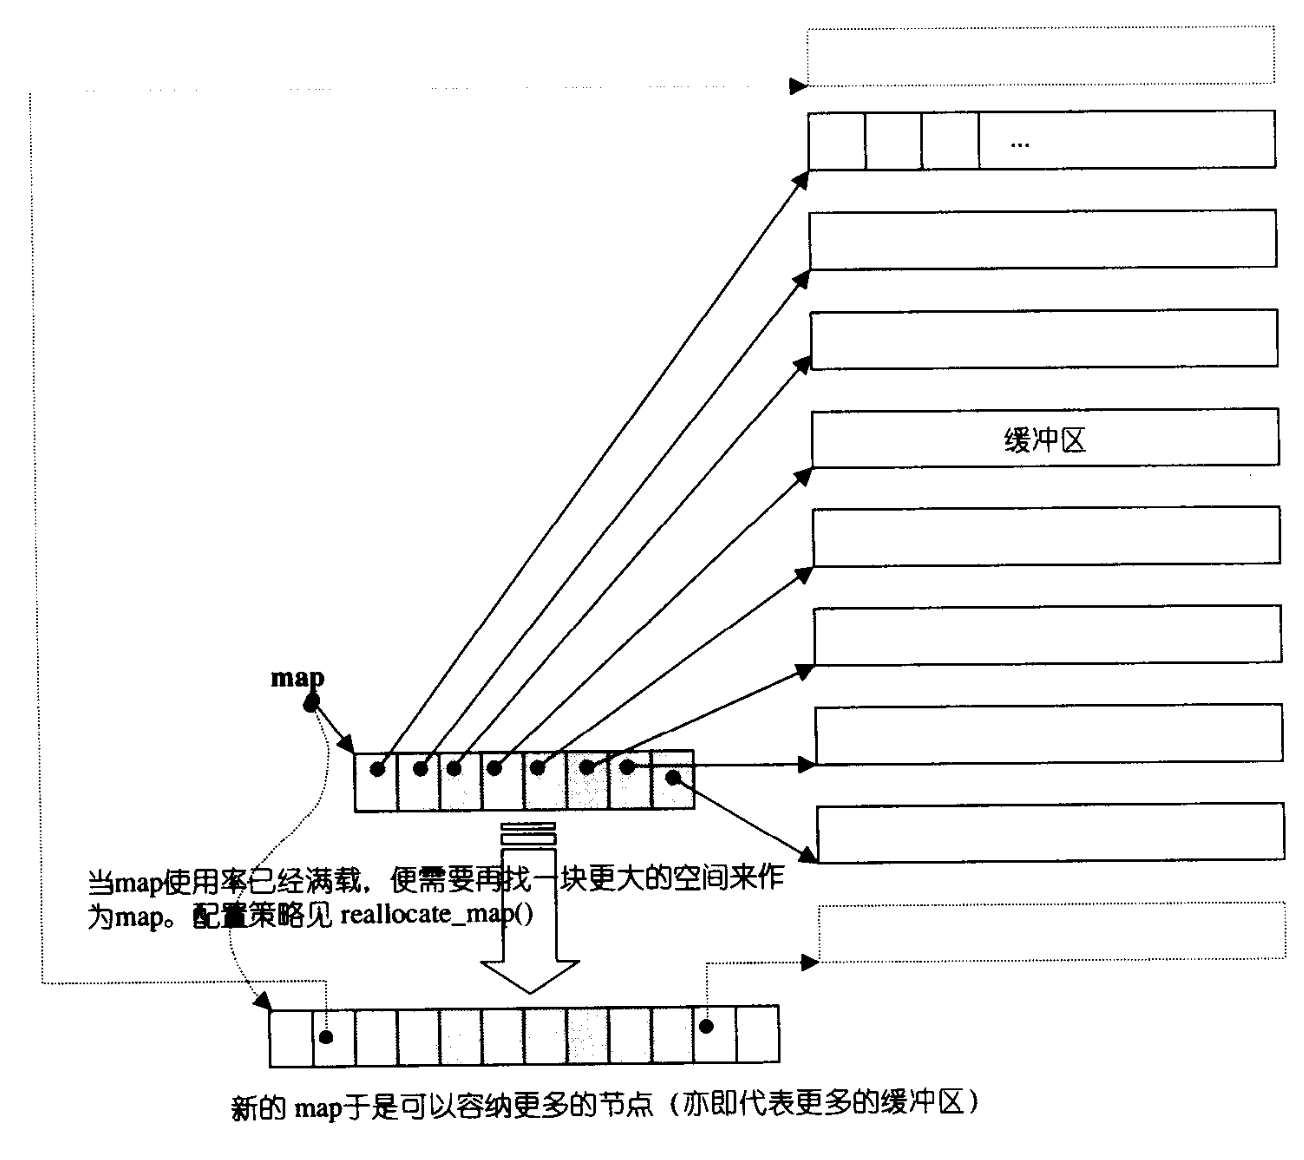 ...
缓冲区
map
当map使用率已经满载，便需要再找一块更大的空间来作
为map。配置策略见 reallocate_map()
新的 map于是可以容纳更多的节点（亦即代表更多的缓冲区）